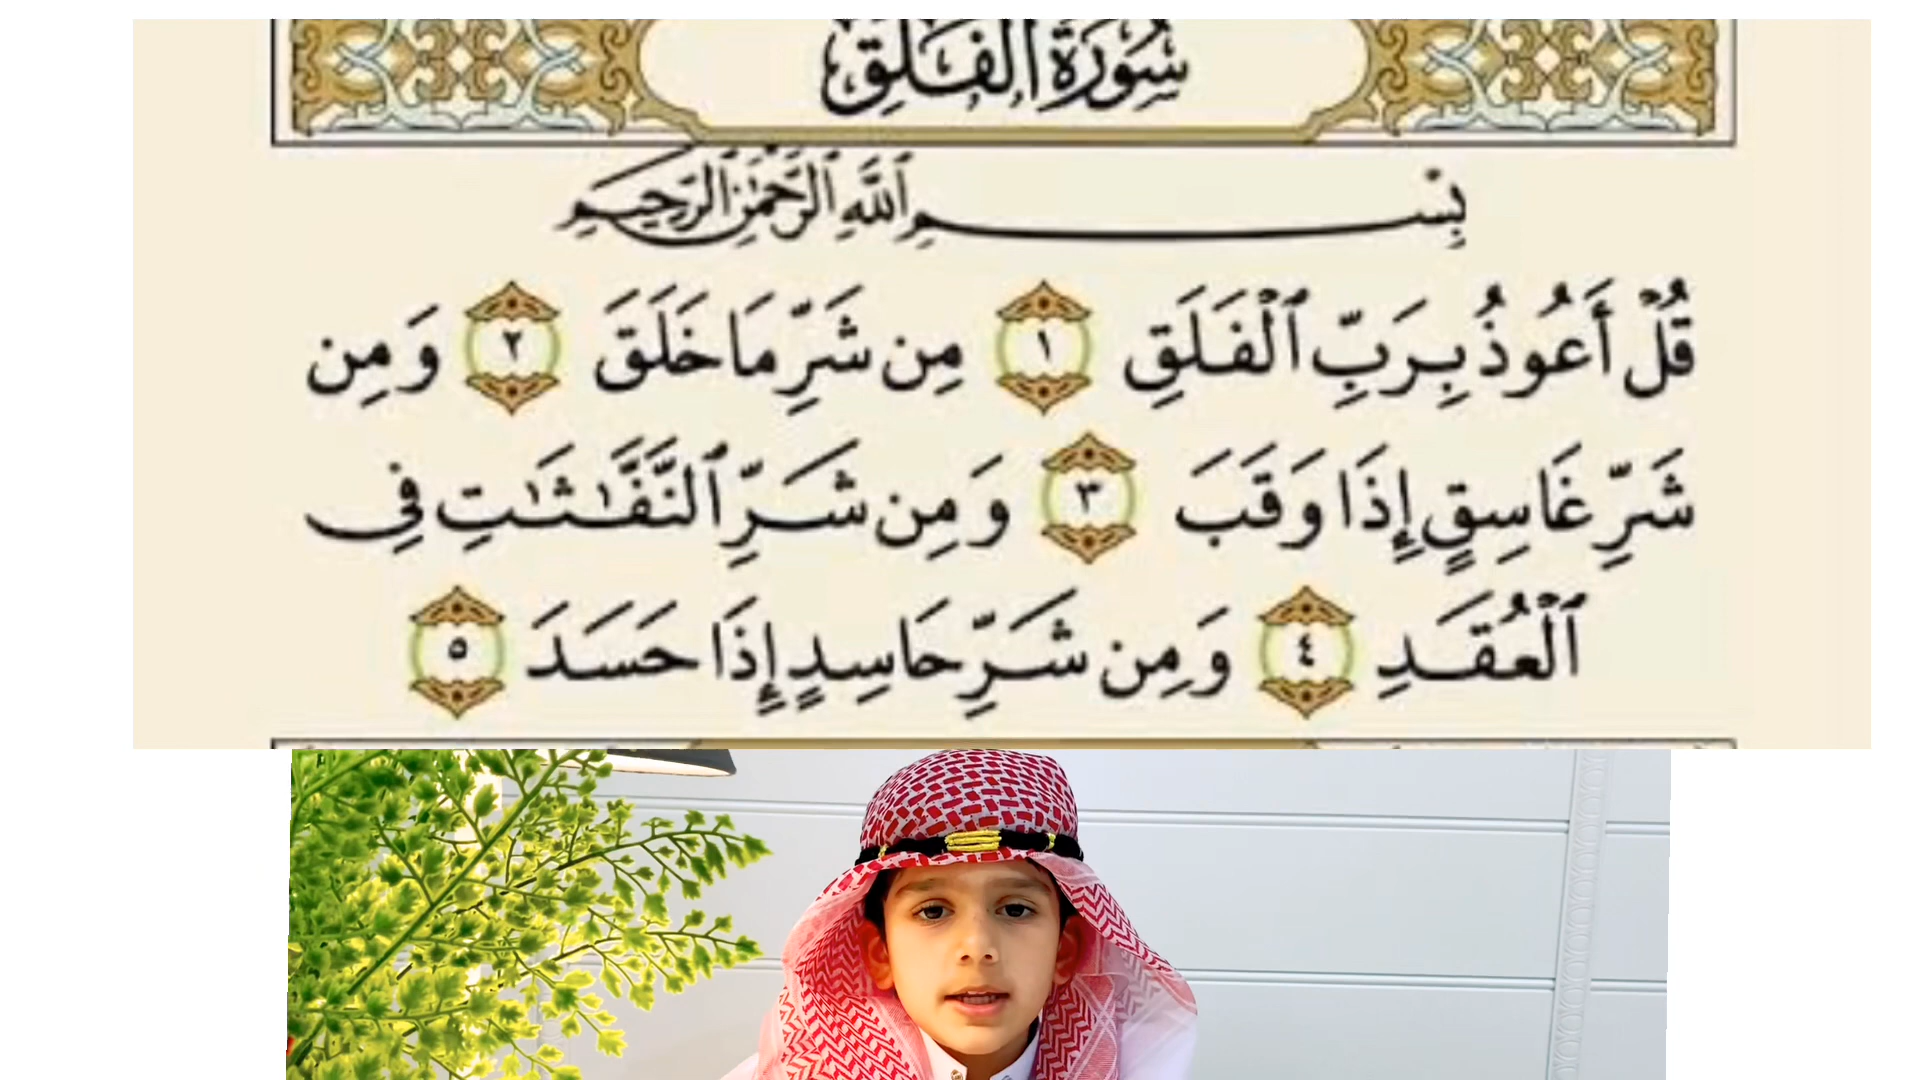 سُورَةُ الفَلَقِ
بِسْمِ ٱللَّهِ ٱلرَّحْمَٰنِ ٱلرَّحِيمِ
قُلْ أَعُوذُ بِرَبِّ ٱلْفَلَقِ ١ مِن شَرِّ مَا خَلَقَ ٢ وَمِن
شَرِّ غَاسِقٍ إِذَا وَقَبَ ٣ وَمِن شَرِّ ٱلنَّفَّٰثَٰتِ فِى
ٱلْعُقَدِ ٤ وَمِن شَرِّ حَاسِدٍ إِذَا حَسَدَ ٥